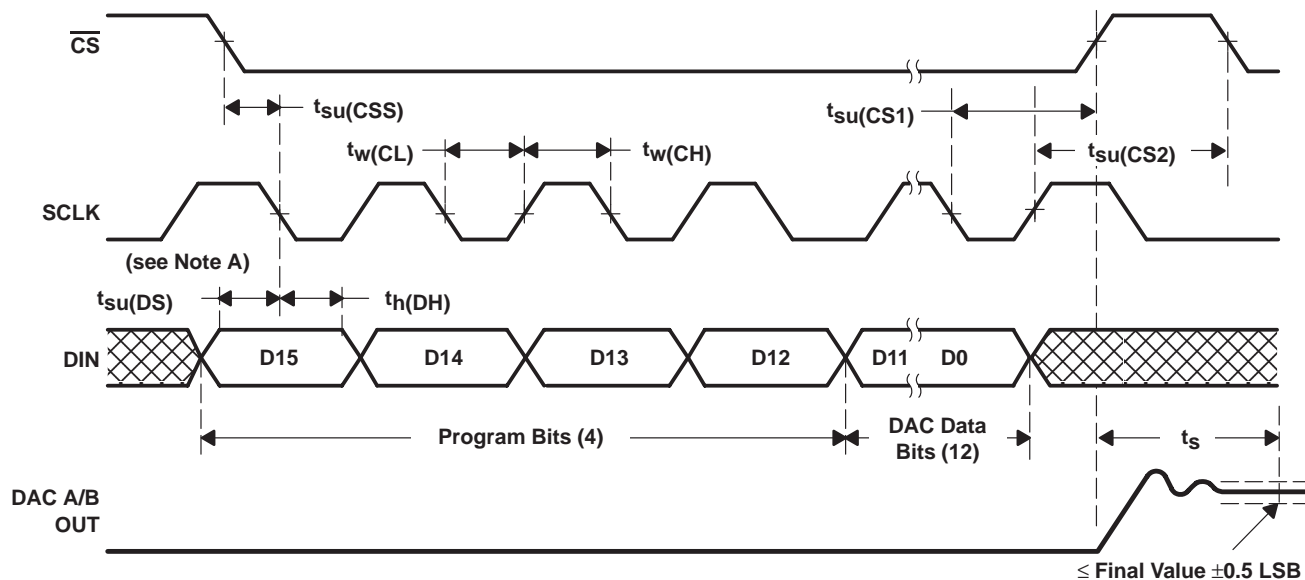 CS
tsu(CSS)
tsu(CS1)
tw(CL)
tw(CH)
tsu(CS2)
SCLK
(see Note A)
tsu(DS)
th(DH)
DIN
D15
D14
D13
D12
D11
D0
Program Bits (4)
DAC Data
Bits (12)
ts
DAC A/B
OUT
≤ Final Value ±0.5 LSB